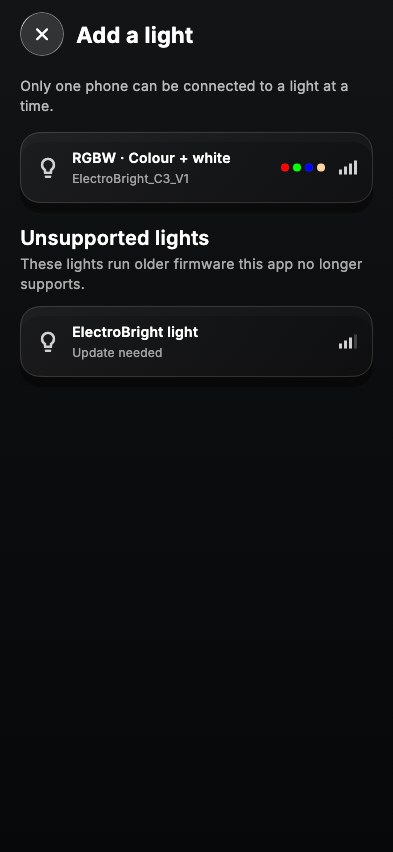 Add a light
Only one phone can be connected to a light at a
time.
RGBW · Colour + white
ElectroBright_C3_V1
Unsupported lights
These lights run older firmware this app no longer
supports.
ElectroBright light
Update needed